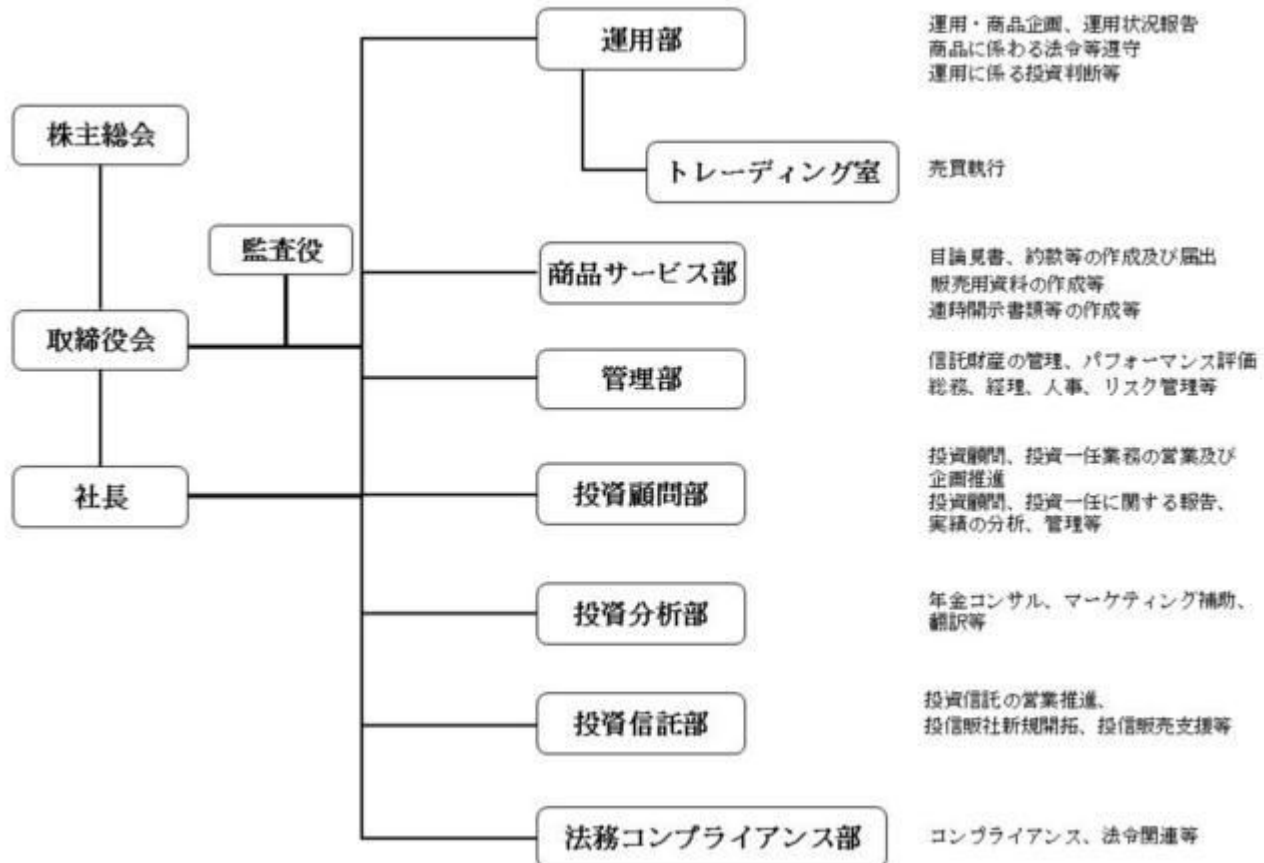 株主総会
取締役会
社長
監査役
運用部
運用・商品企画、運用状況報告
商品に係わる法令等遵守
運用に係る投資判断等
トレーディング室
売買執行
商品サービス部
目論見書、約款等の作成及び届出
販売用資料の作成等
適時開示書類等の作成等
管理部
信託財産の管理、パフォーマンス評価
総務、経理、人事、リスク管理等
投資顧問部
投資顧問、投資一任業務の営業及び
企画推進
投資顧問、投資一任に関する報告、
実績の分析、管理等
投資分析部
年金コンサル、マーケティング補助、
翻訳等
投資信託部
投資信託の営業推進、
投信販社新規開拓、投信販売支援等
法務コンプライアンス部
コンプライアンス、法令関連等